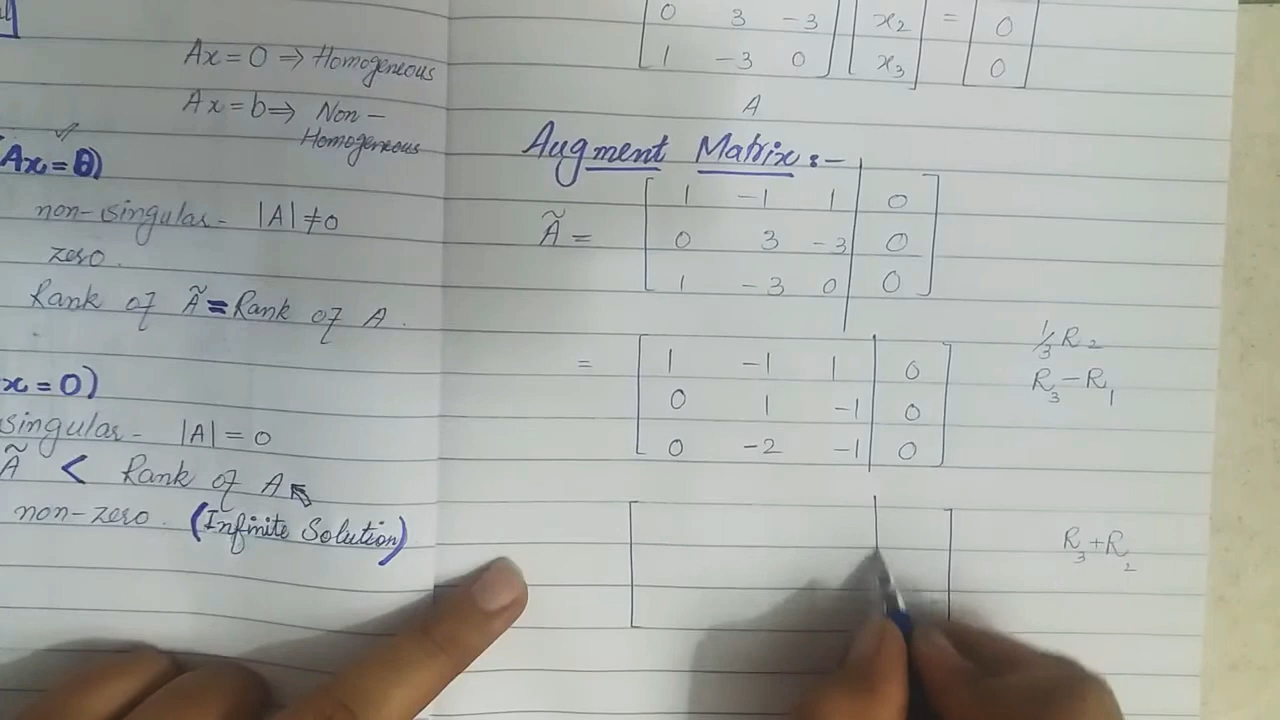 Ax = 0 ⇒ Homogeneous
Ax = b ⇒ Non-
Homogeneous
Ax = 0)
non-singular - |A| ≠ 0
zero.
Rank of Ã = Rank of A.
x = 0)
singular - |A| = 0
Ã < Rank of A
non-zero. (Infinite Solution)
0 3 -3 x₂ = 0
1 -3 0 x₃ 0
A
Augment Matrix :-
1 -1 1 0
Ã = 0 3 -3 0
1 -3 0 0
= 1 -1 1 0
0 1 -1 0
0 -2 -1 0
1/3 R₂
R₃ - R₁
R₃ + R₂